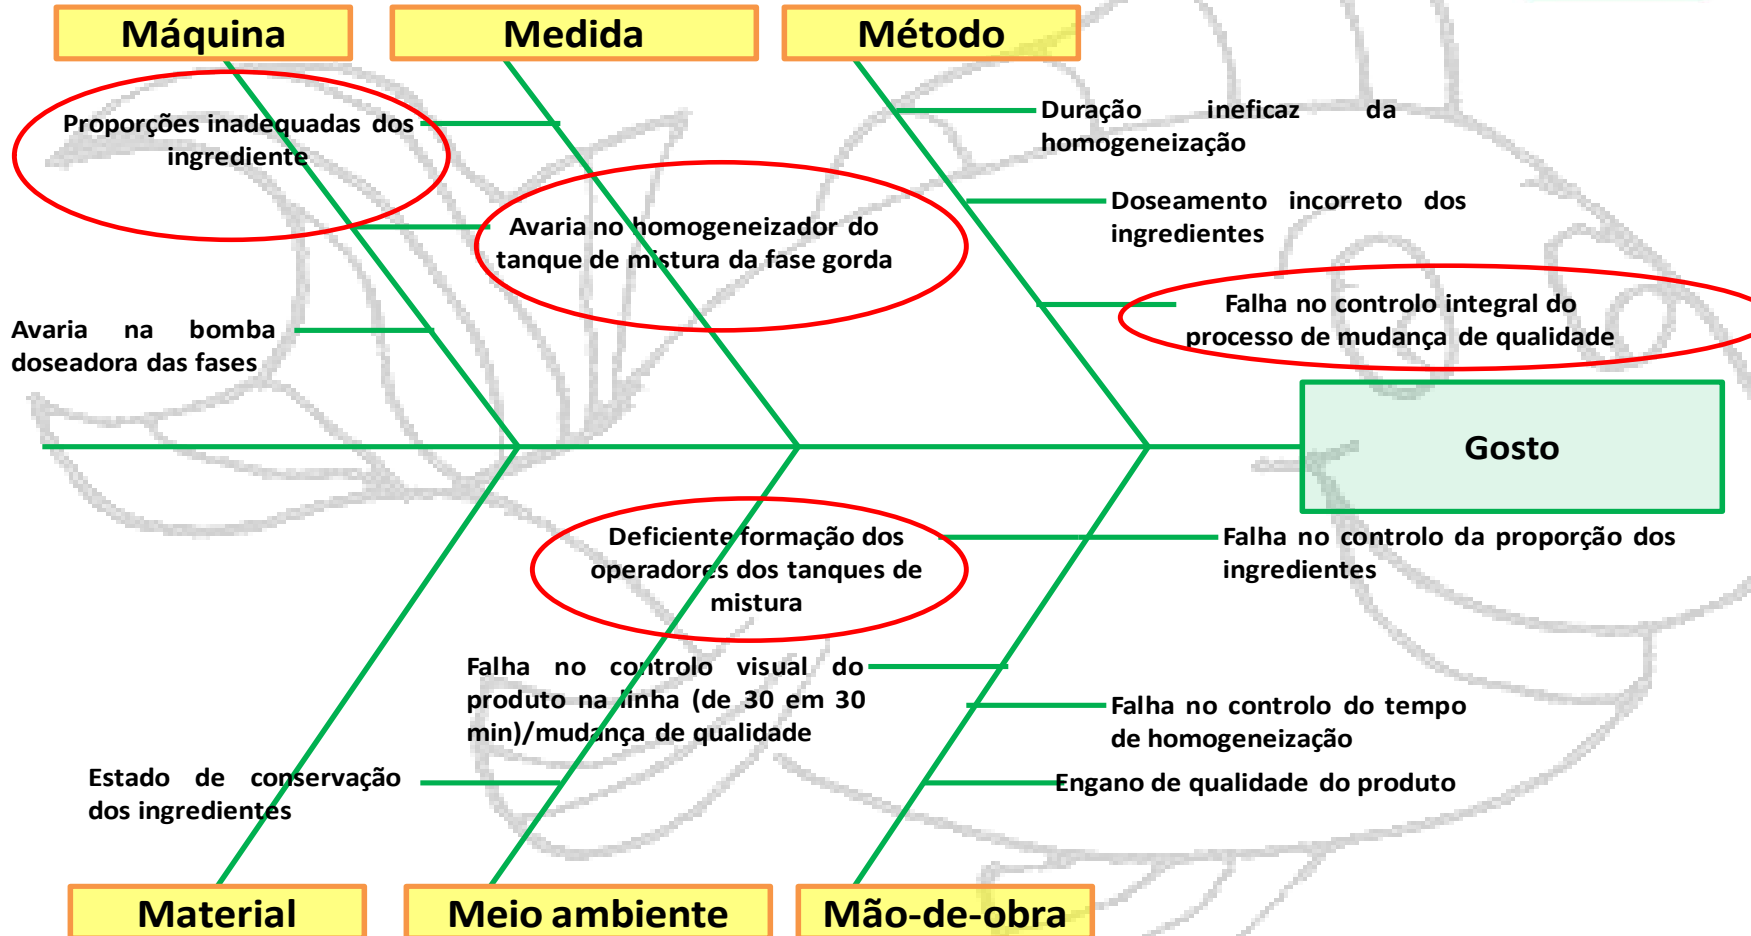 Máquina
Medida
Método
Proporções inadequadas dos
ingrediente
Duração ineficaz da
homogeneização
Avaria no homogeneizador do
tanque de mistura da fase gorda
Doseamento incorreto dos
ingredientes
Avaria na bomba
doseadora das fases
Falha no controlo integral do
processo de mudança de qualidade
Gosto
Deficiente formação dos
operadores dos tanques de
mistura
Falha no controlo da proporção dos
ingredientes
Falha no controlo visual do
produto na linha (de 30 em 30
min)/mudança de qualidade
Falha no controlo do tempo
de homogeneização
Estado de conservação
dos ingredientes
Engano de qualidade do produto
Material
Meio ambiente
Mão-de-obra